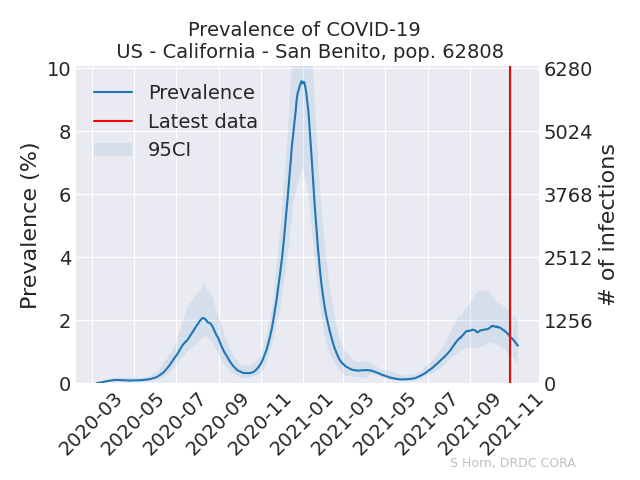 Prevalence of COVID-19
US - California - San Benito, pop. 62808
Prevalence
Latest data
95CI
Prevalence (%)
10
8
6
4
2
0
# of infections
6280
5024
3768
2512
1256
0
2020-03
2020-05
2020-07
2020-09
2020-11
2021-01
2021-03
2021-05
2021-07
2021-09
2021-11
S Horn, DRDC CORA